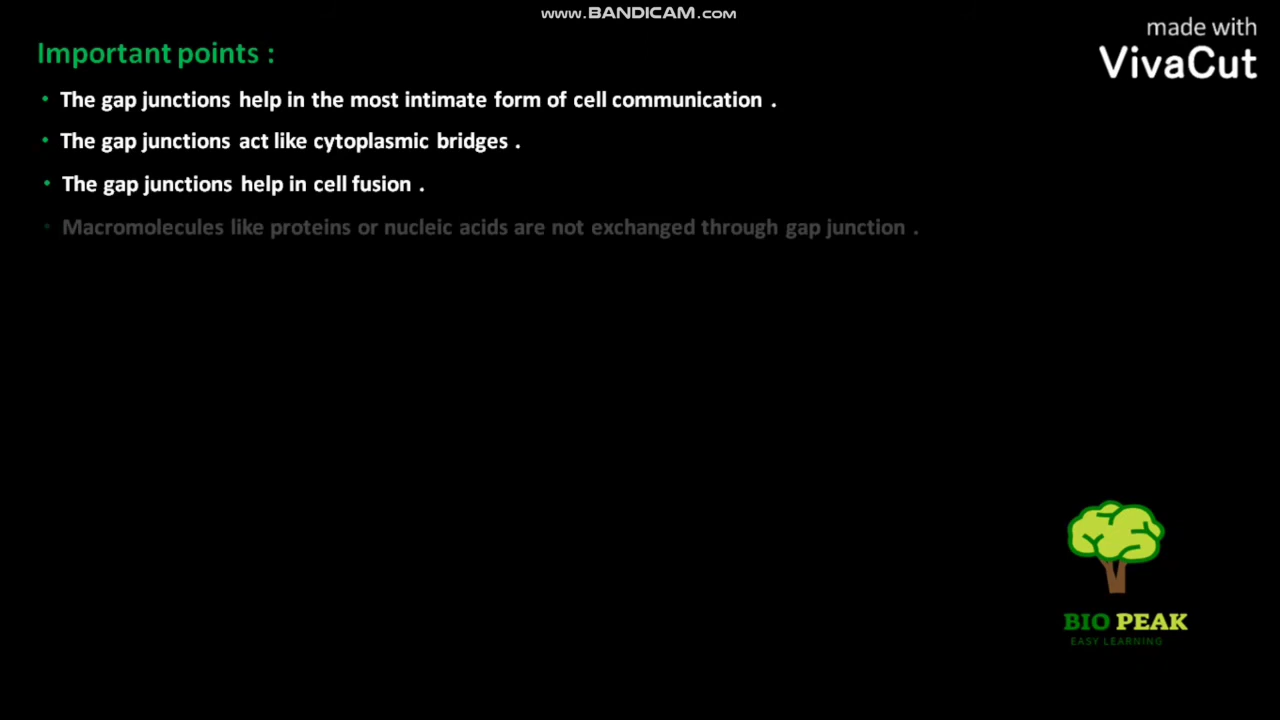 www.BANDICAM.com
made with
VivaCut
Important points :
• The gap junctions help in the most intimate form of cell communication .
• The gap junctions act like cytoplasmic bridges .
• The gap junctions help in cell fusion .
• Macromolecules like proteins or nucleic acids are not exchanged through gap junction .
BIO PEAK
EASY LEARNING